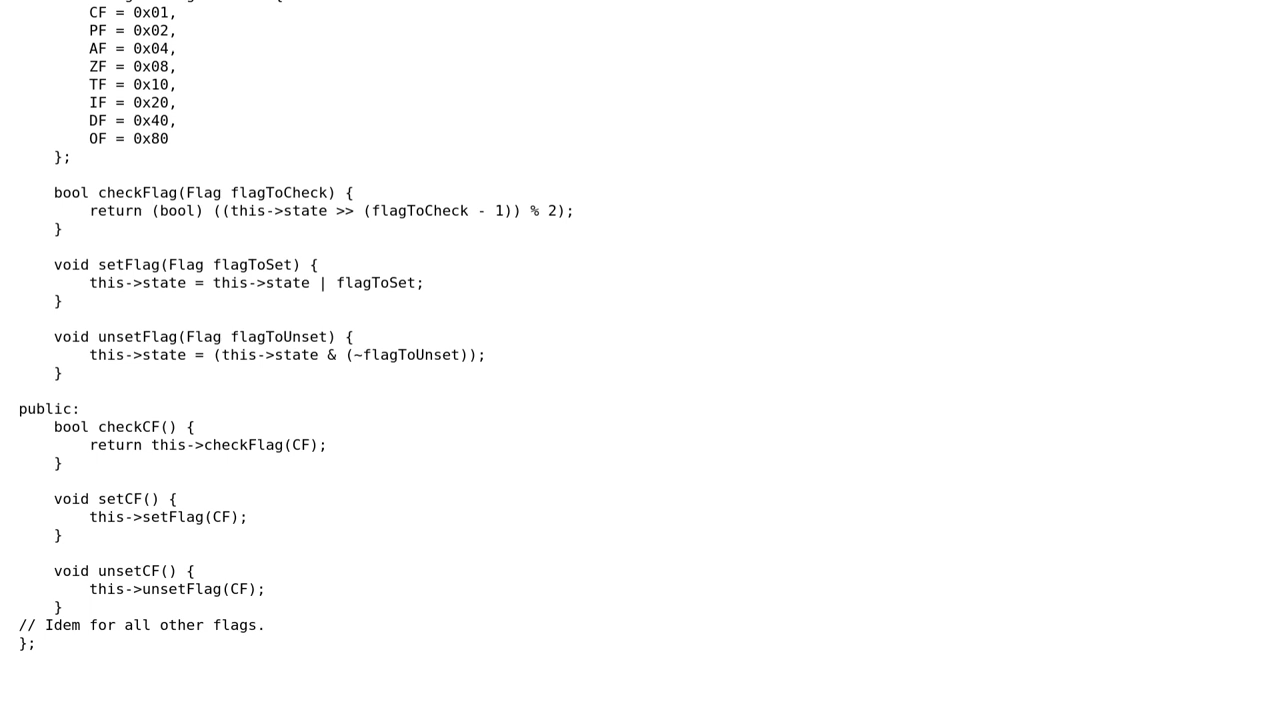 CF = 0x01,
        PF = 0x02,
        AF = 0x04,
        ZF = 0x08,
        TF = 0x10,
        IF = 0x20,
        DF = 0x40,
        OF = 0x80
    };

    bool checkFlag(Flag flagToCheck) {
        return (bool) ((this->state >> (flagToCheck - 1)) % 2);
    }

    void setFlag(Flag flagToSet) {
        this->state = this->state | flagToSet;
    }

    void unsetFlag(Flag flagToUnset) {
        this->state = (this->state & (~flagToUnset));
    }

public:
    bool checkCF() {
        return this->checkFlag(CF);
    }

    void setCF() {
        this->setFlag(CF);
    }

    void unsetCF() {
        this->unsetFlag(CF);
    }
// Idem for all other flags.
};